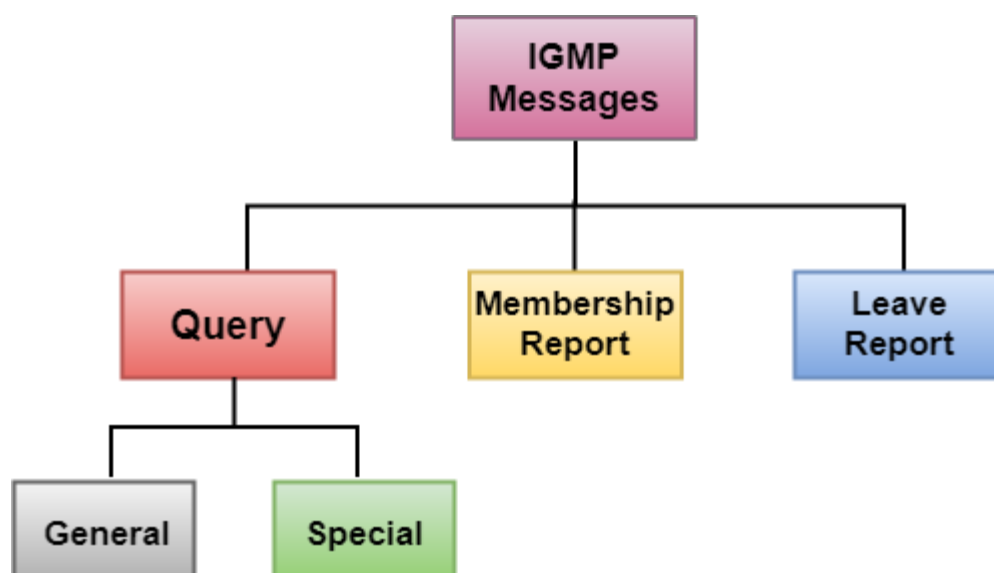 IGMP
Messages
Query
Membership
Report
Leave
Report
General
Special